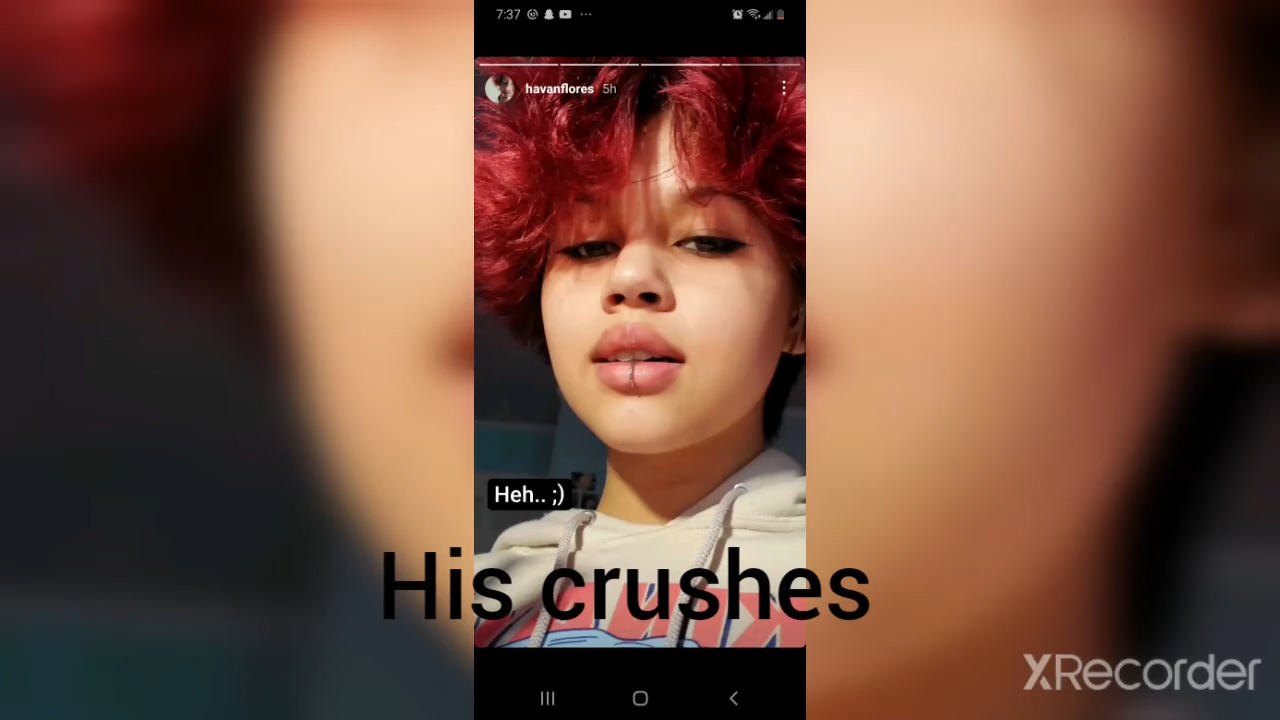 7:37
havanflores 5h
Heh.. ;)
His crushes
XRecorder